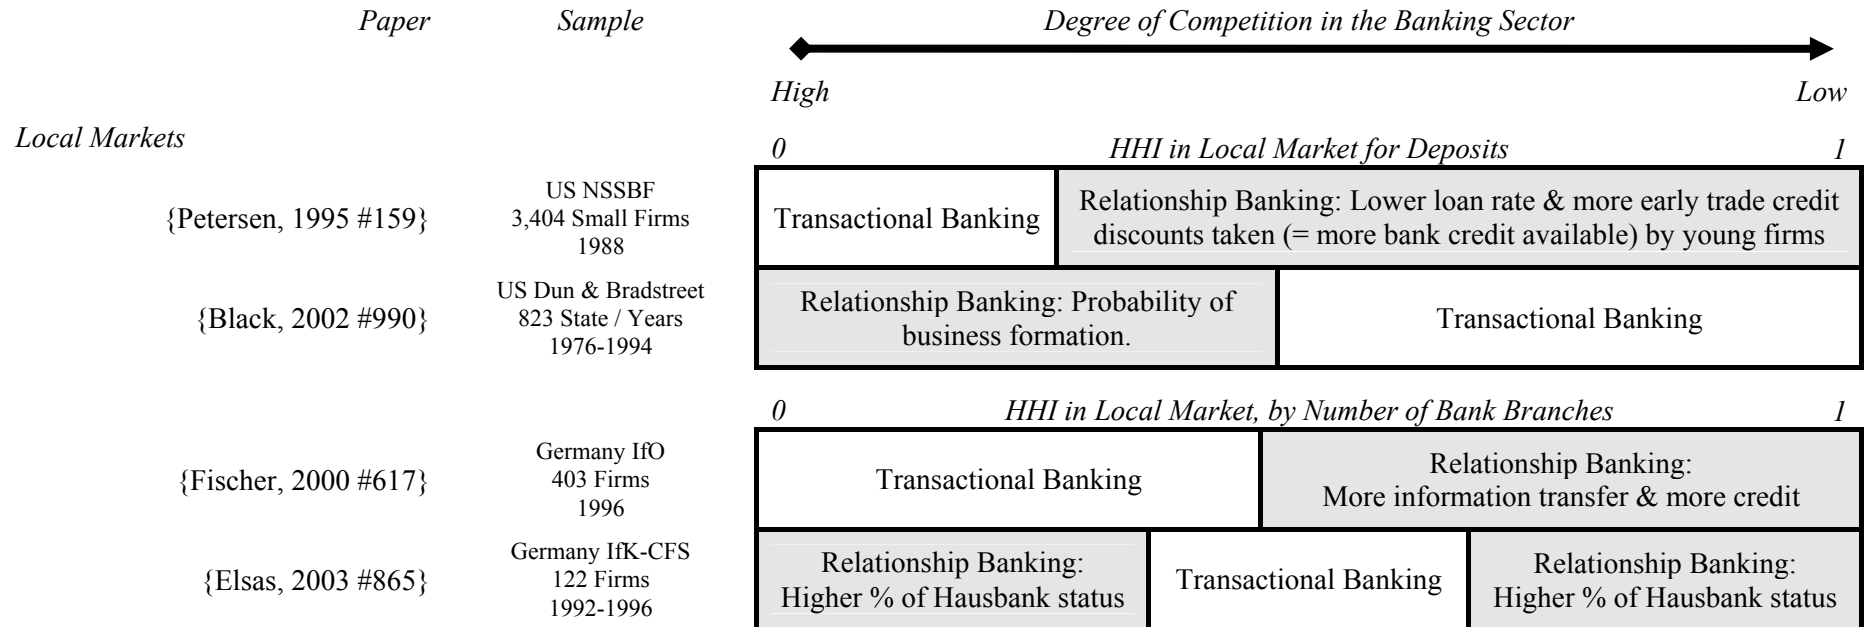 Paper Sample Degree of Competition in the Banking Sector
High Low
Local Markets
0 HHI in Local Market for Deposits 1
{Petersen, 1995 #159}
US NSSBF
3,404 Small Firms
1988
Transactional Banking
Relationship Banking: Lower loan rate & more early trade credit
discounts taken (= more bank credit available) by young firms
{Black, 2002 #990}
US Dun & Bradstreet
823 State / Years
1976-1994
Relationship Banking: Probability of
business formation.
Transactional Banking
0 HHI in Local Market, by Number of Bank Branches 1
{Fischer, 2000 #617}
Germany IfO
403 Firms
1996
Transactional Banking
Relationship Banking:
More information transfer & more credit
{Elsas, 2003 #865}
Germany IfK-CFS
122 Firms
1992-1996
Relationship Banking:
Higher % of Hausbank status
Transactional Banking
Relationship Banking:
Higher % of Hausbank status